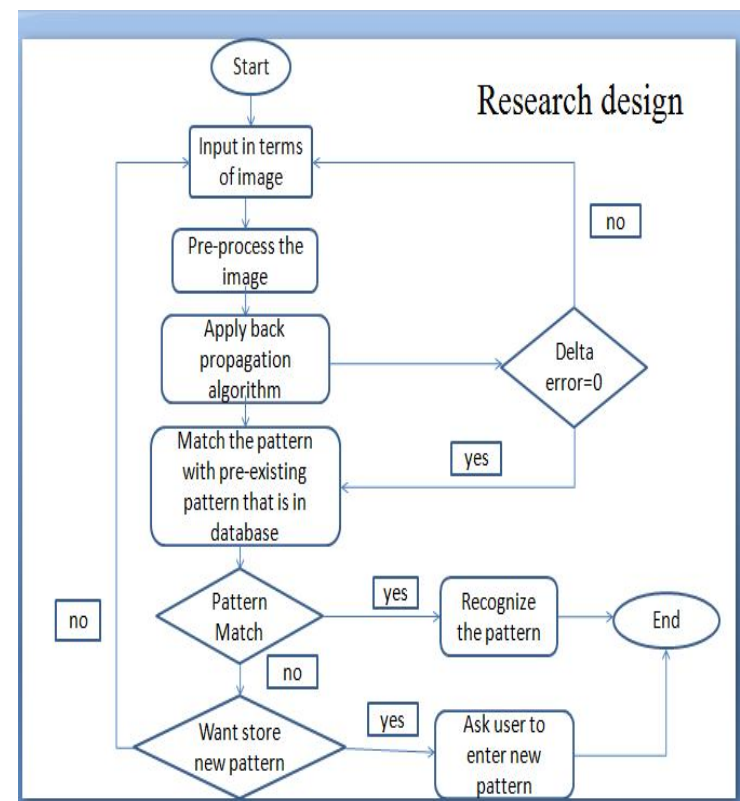 Start
Research design
Input in terms
of image
no
Pre-process the
image
Apply back
propagation
algorithm
Delta
error=0
Match the pattern
with pre-existing
pattern that is in
database
yes
Pattern
Match
yes
Recognize
the pattern
End
no
no
Want store
new pattern
yes
Ask user to
enter new
pattern